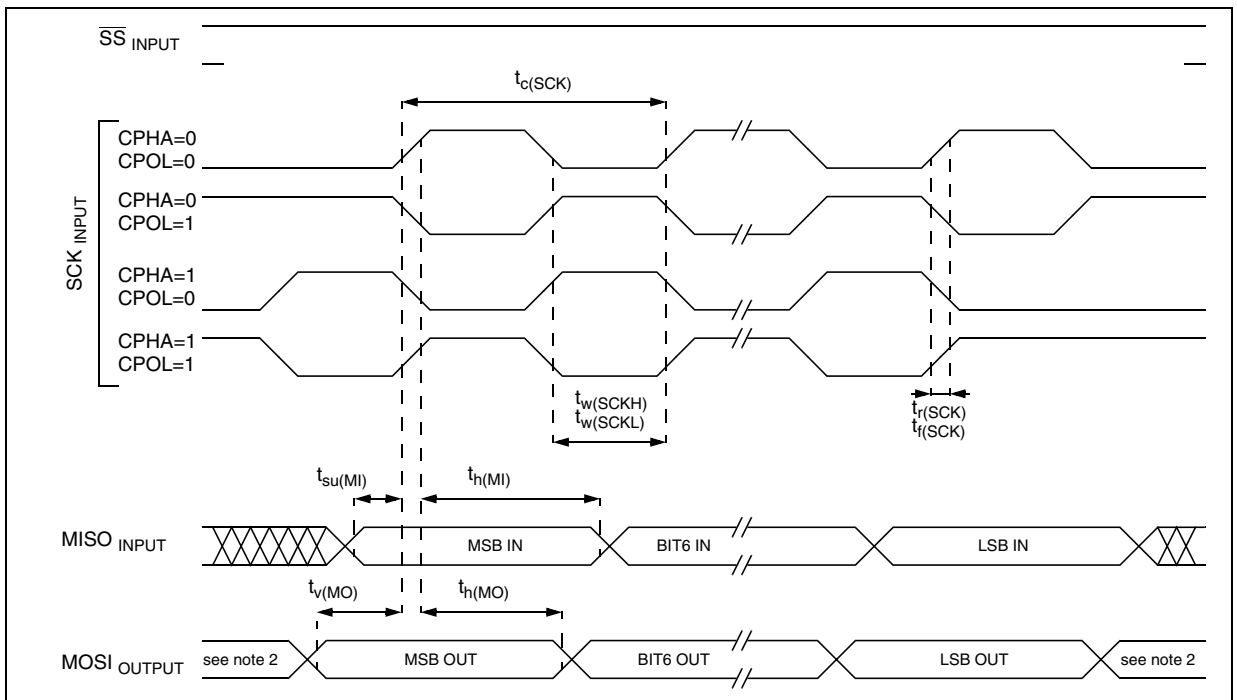 SS INPUT
tc(SCK)
SCK INPUT
CPHA=0
CPOL=0
CPHA=0
CPOL=1
CPHA=1
CPOL=0
CPHA=1
CPOL=1
tw(SCKH)
tw(SCKL)
tr(SCK)
tf(SCK)
tsu(MI)
th(MI)
MISO INPUT
MSB IN
BIT6 IN
LSB IN
tv(MO)
th(MO)
MOSI OUTPUT
see note 2
MSB OUT
BIT6 OUT
LSB OUT
see note 2